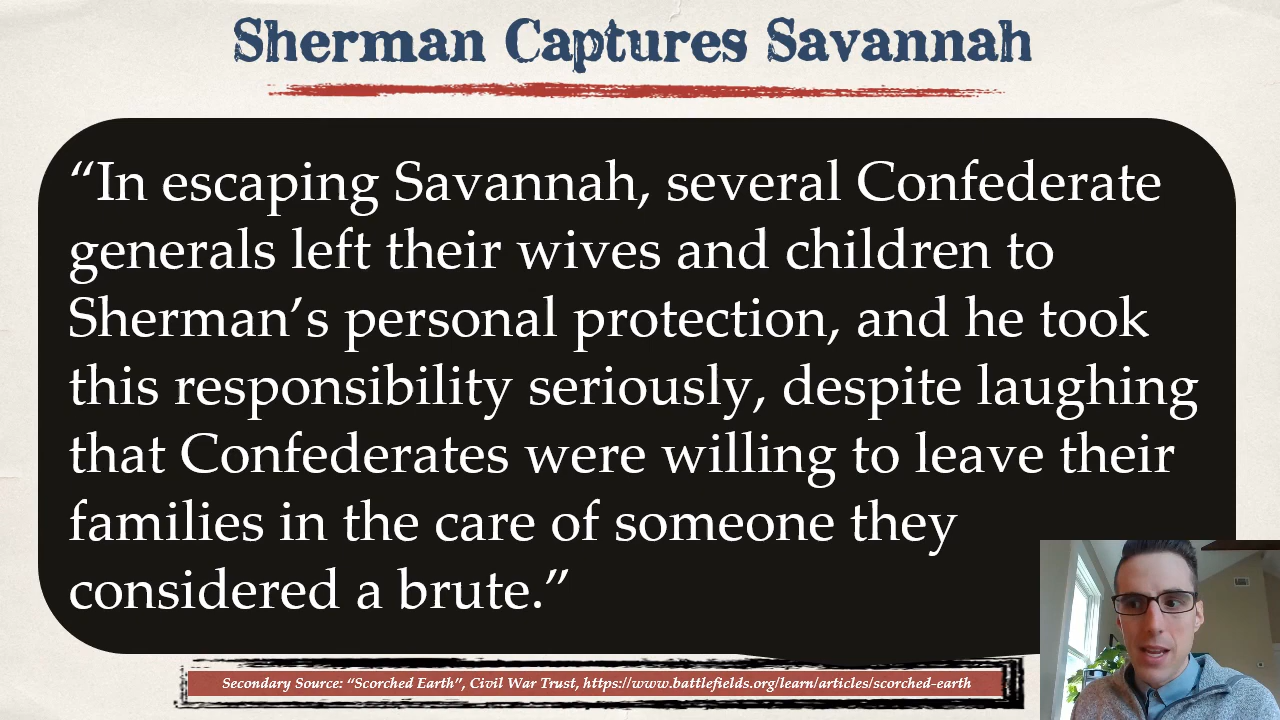 Sherman Captures Savannah
“In escaping Savannah, several Confederate
generals left their wives and children to
Sherman’s personal protection, and he took
this responsibility seriously, despite laughing
that Confederates were willing to leave their
families in the care of someone they
considered a brute.”
Secondary Source: “Scorched Earth”, Civil War Trust, https://www.battlefields.org/learn/articles/scorched-earth